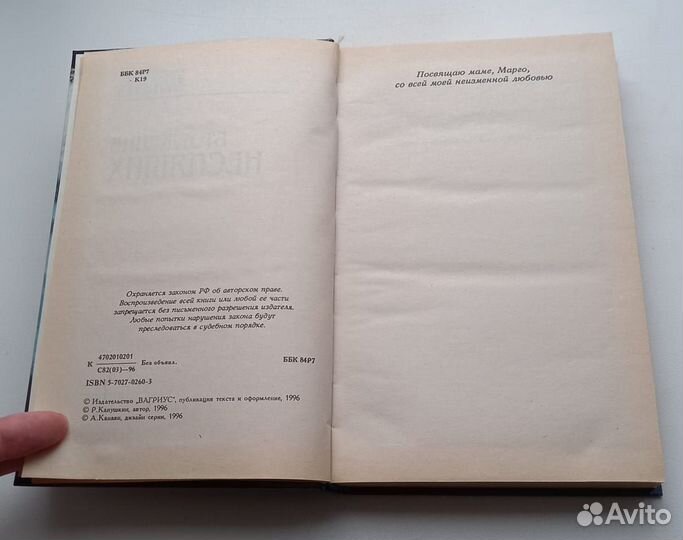 ББК 84Р7
К19
Охраняется законом РФ об авторском праве.
Воспроизведение всей книги или любой ее части
запрещается без письменного разрешения издателя.
Любые попытки нарушения закона будут
преследоваться в судебном порядке.
К 4702010201
С82(03)—96 Без объявл. ББК 84Р7
ISBN 5-7027-0260-3
© Издательство „ВАГРИУС", публикация текста и оформление, 1996
© Р.Канушкин, автор, 1996
© А.Канаян, дизайн серии, 1996
Посвящаю маме, Марго,
со всей моей неизменной любовью
Avito